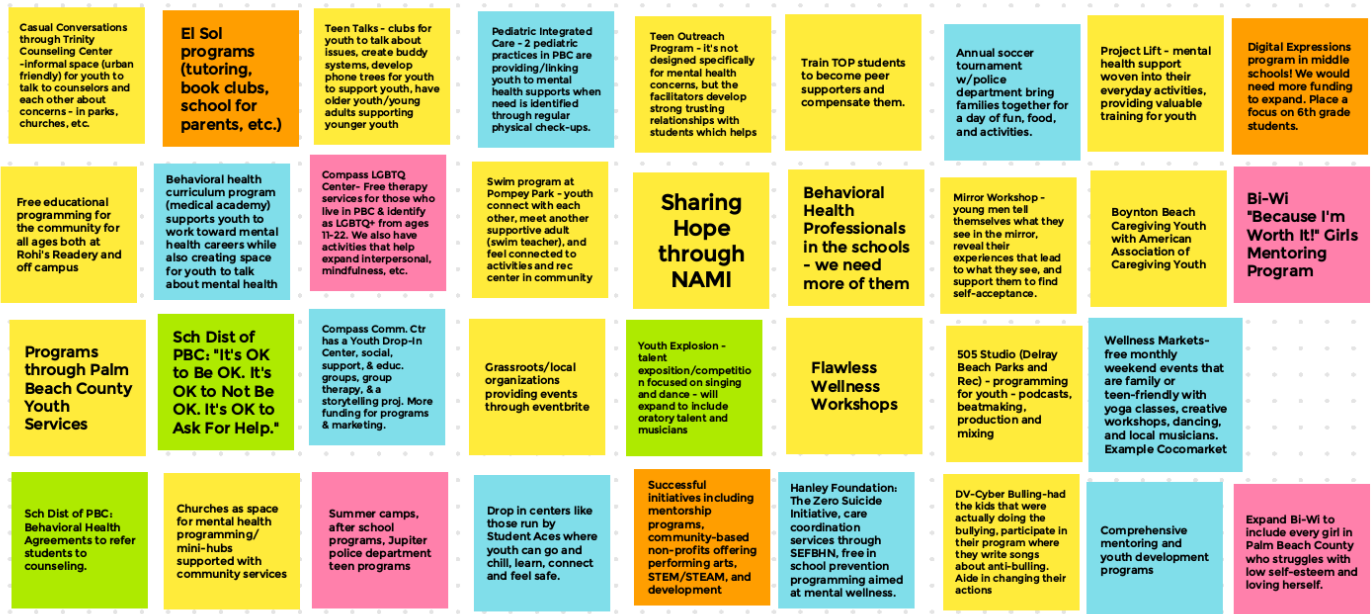 Casual Conversations
through Trinity
Counseling Center
-informal space (urban
friendly) for youth to
talk to counselors and
each other about
concerns - in parks,
churches, etc.
El Sol
programs
(tutoring,
book clubs,
school for
parents, etc.)
Teen Talks - clubs for
youth to talk about
issues, create buddy
systems, develop
phone trees for youth
to support youth, have
older youth/young
adults supporting
younger youth
Pediatric Integrated
Care - 2 pediatric
practices in PBC are
providing/linking
youth to mental
health supports when
need is identified
through regular
physical check-ups.
Teen Outreach
Program - it's not
designed specifically
for mental health
concerns, but the
facilitators develop
strong trusting
relationships with
students which helps
Train TOP students
to become peer
supporters and
compensate them.
Annual soccer
tournament
w/police
department bring
families together for
a day of fun, food,
and activities.
Project Lift - mental
health support
woven into their
everyday activities,
providing valuable
training for youth
Digital Expressions
program in middle
schools! We would
need more funding
to expand. Place a
focus on 6th grade
students.
Free educational
programming for
the community for
all ages both at
Rohi's Readery and
off campus
Behavioral health
curriculum program
(medical academy)
supports youth to
work toward mental
health careers while
also creating space
for youth to talk
about mental health
Compass LGBTQ
Center- Free therapy
services for those who
live in PBC & identify
as LGBTQ+ from ages
11-22. We also have
activities that help
expand interpersonal,
mindfulness, etc.
Swim program at
Pompey Park - youth
connect with each
other, meet another
supportive adult
(swim teacher), and
feel connected to
activities and rec
center in community
Sharing
Hope
through
NAMI
Behavioral
Health
Professionals
in the schools
- we need
more of them
Mirror Workshop -
young men tell
themselves what they
see in the mirror,
reveal their
experiences that lead
to what they see, and
support them to find
self-acceptance.
Boynton Beach
Caregiving Youth
with American
Association of
Caregiving Youth
Bi-Wi
"Because I'm
Worth It!" Girls
Mentoring
Program
Programs
through Palm
Beach County
Youth
Services
Sch Dist of
PBC: "It's OK
to Be OK. It's
OK to Not Be
OK. It's OK to
Ask For Help."
Compass Comm. Ctr
has a Youth Drop-In
Center, social,
support, & educ.
groups, group
therapy, & a
storytelling proj. More
funding for programs
& marketing.
Grassroots/local
organizations
providing events
through eventbrite
Youth Explosion -
talent
exposition/competitio
n focused on singing
and dance - will
expand to include
oratory talent and
musicians
Flawless
Wellness
Workshops
505 Studio (Delray
Beach Parks and
Rec) - programming
for youth - podcasts,
beatmaking,
production and
mixing
Wellness Markets-
free monthly
weekend events that
are family or
teen-friendly with
yoga classes, creative
workshops, dancing,
and local musicians.
Example Cocomarket
Sch Dist of PBC:
Behavioral Health
Agreements to refer
students to
counseling.
Churches as space
for mental health
programming/
mini-hubs
supported with
community services
Summer camps,
after school
programs, Jupiter
police department
teen programs
Drop in centers like
those run by
Student Aces where
youth can go and
chill, learn, connect
and feel safe.
Successful
initiatives including
mentorship
programs,
community-based
non-profits offering
performing arts,
STEM/STEAM, and
development
Hanley Foundation:
The Zero Suicide
Initiative, care
coordination
services through
SEFBHN, free in
school prevention
programming aimed
at mental wellness.
DV-Cyber Bulling-had
the kids that were
actually doing the
bullying, participate in
their program where
they write songs
about anti-bulling.
Aide in changing their
actions
Comprehensive
mentoring and
youth development
programs
Expand Bi-Wi to
include every girl in
Palm Beach County
who struggles with
low self-esteem and
loving herself.